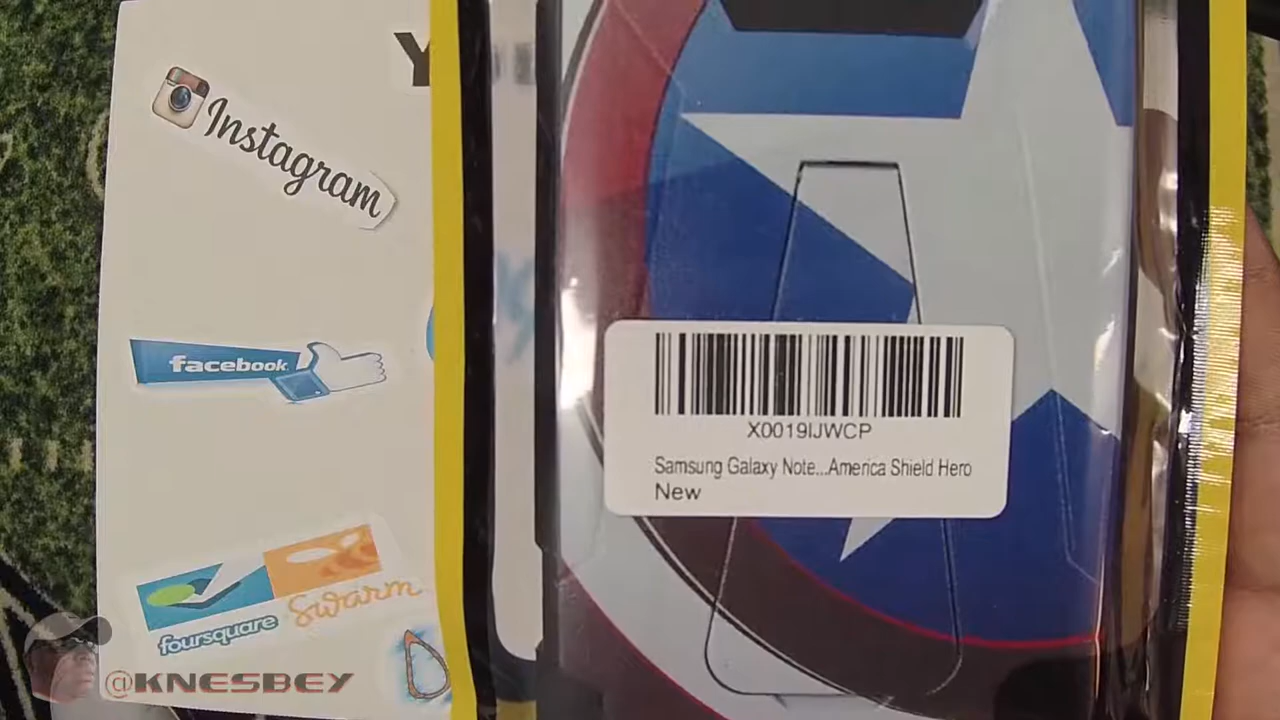 Y
Instagram
facebook
foursquare
Swarm
X0019IJWCP
Samsung Galaxy Note...America Shield Hero
New
@KNESBEY